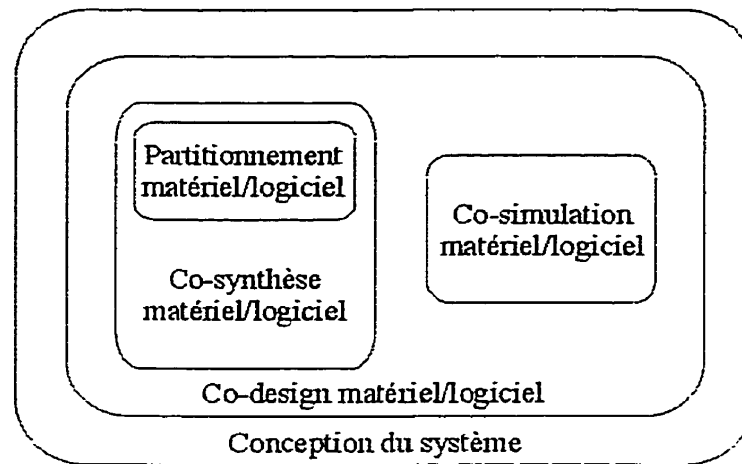 Partitionnement
matériel/logiciel
Co-simulation
matériel/logiciel
Co-synthèse
matériel/logiciel
Co-design matériel/logiciel
Conception du système